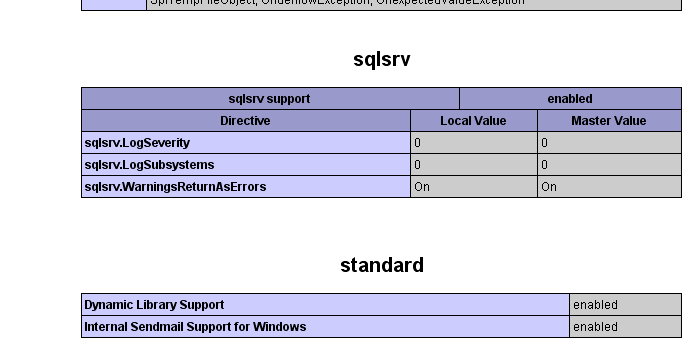 SplTempFileObject, UnderflowException, UnexpectedValueException
sqlsrv
sqlsrv support enabled
Directive Local Value Master Value
sqlsrv.LogSeverity 0 0
sqlsrv.LogSubsystems 0 0
sqlsrv.WarningsReturnAsErrors On On
standard
Dynamic Library Support enabled
Internal Sendmail Support for Windows enabled